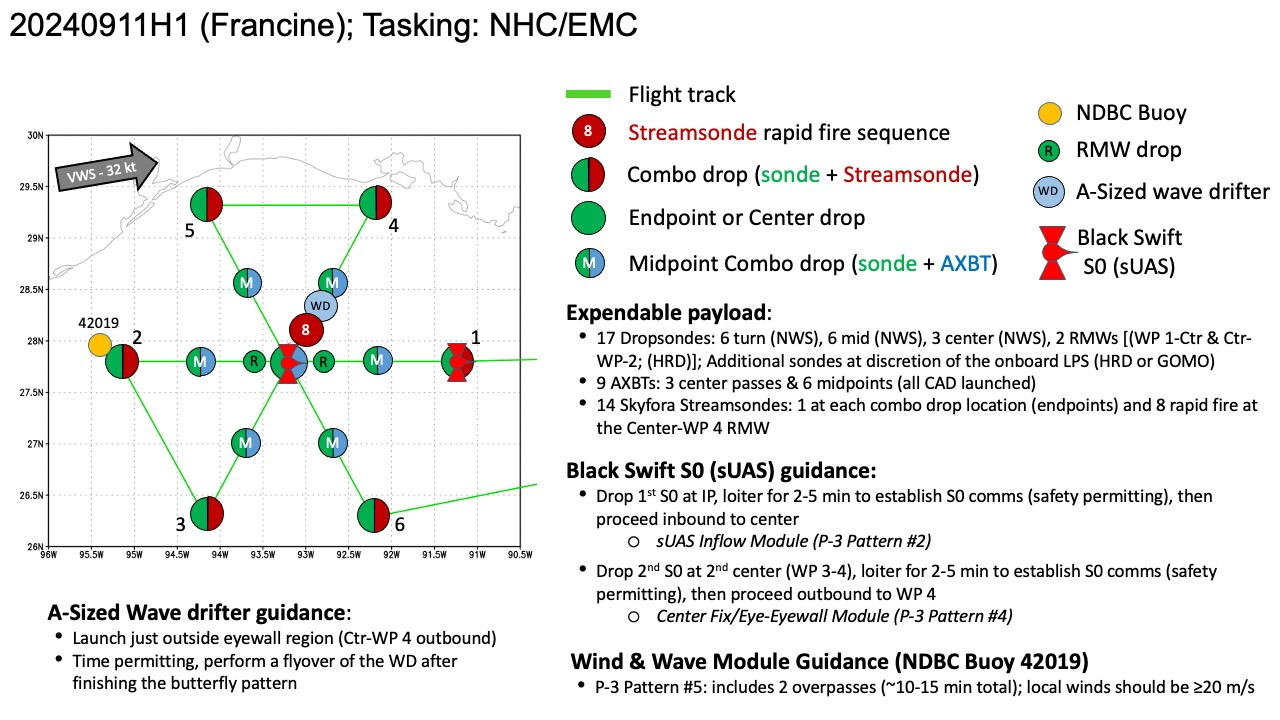 20240911H1 (Francine); Tasking: NHC/EMC
30N
29.5N
29N
28.5N
28N
27.5N
27N
26.5N
26N
96W
95.5W
95W
94.5W
94W
93.5W
93W
92.5W
92W
91.5W
91W
90.5W
VWS - 32 kt
5
4
M
M
WD
8
42019
2
1
M
R
R
M
M
M
3
6
Flight track
8
Streamsonde rapid fire sequence
Combo drop (sonde + Streamsonde)
Endpoint or Center drop
M
Midpoint Combo drop (sonde + AXBT)
NDBC Buoy
R
RMW drop
WD
A-Sized wave drifter
Black Swift
S0 (sUAS)
Expendable payload:
• 17 Dropsondes: 6 turn (NWS), 6 mid (NWS), 3 center (NWS), 2 RMWs [(WP 1-Ctr & Ctr-
WP-2; (HRD)]; Additional sondes at discretion of the onboard LPS (HRD or GOMO)
• 9 AXBTs: 3 center passes & 6 midpoints (all CAD launched)
• 14 Skyfora Streamsondes: 1 at each combo drop location (endpoints) and 8 rapid fire at
the Center-WP 4 RMW
Black Swift S0 (sUAS) guidance:
• Drop 1st S0 at IP, loiter for 2-5 min to establish S0 comms (safety permitting), then
proceed inbound to center
o sUAS Inflow Module (P-3 Pattern #2)
• Drop 2nd S0 at 2nd center (WP 3-4), loiter for 2-5 min to establish S0 comms (safety
permitting), then proceed outbound to WP 4
o Center Fix/Eye-Eyewall Module (P-3 Pattern #4)
Wind & Wave Module Guidance (NDBC Buoy 42019)
• P-3 Pattern #5: includes 2 overpasses (~10-15 min total); local winds should be ≥20 m/s
A-Sized Wave drifter guidance:
• Launch just outside eyewall region (Ctr-WP 4 outbound)
• Time permitting, perform a flyover of the WD after
finishing the butterfly pattern